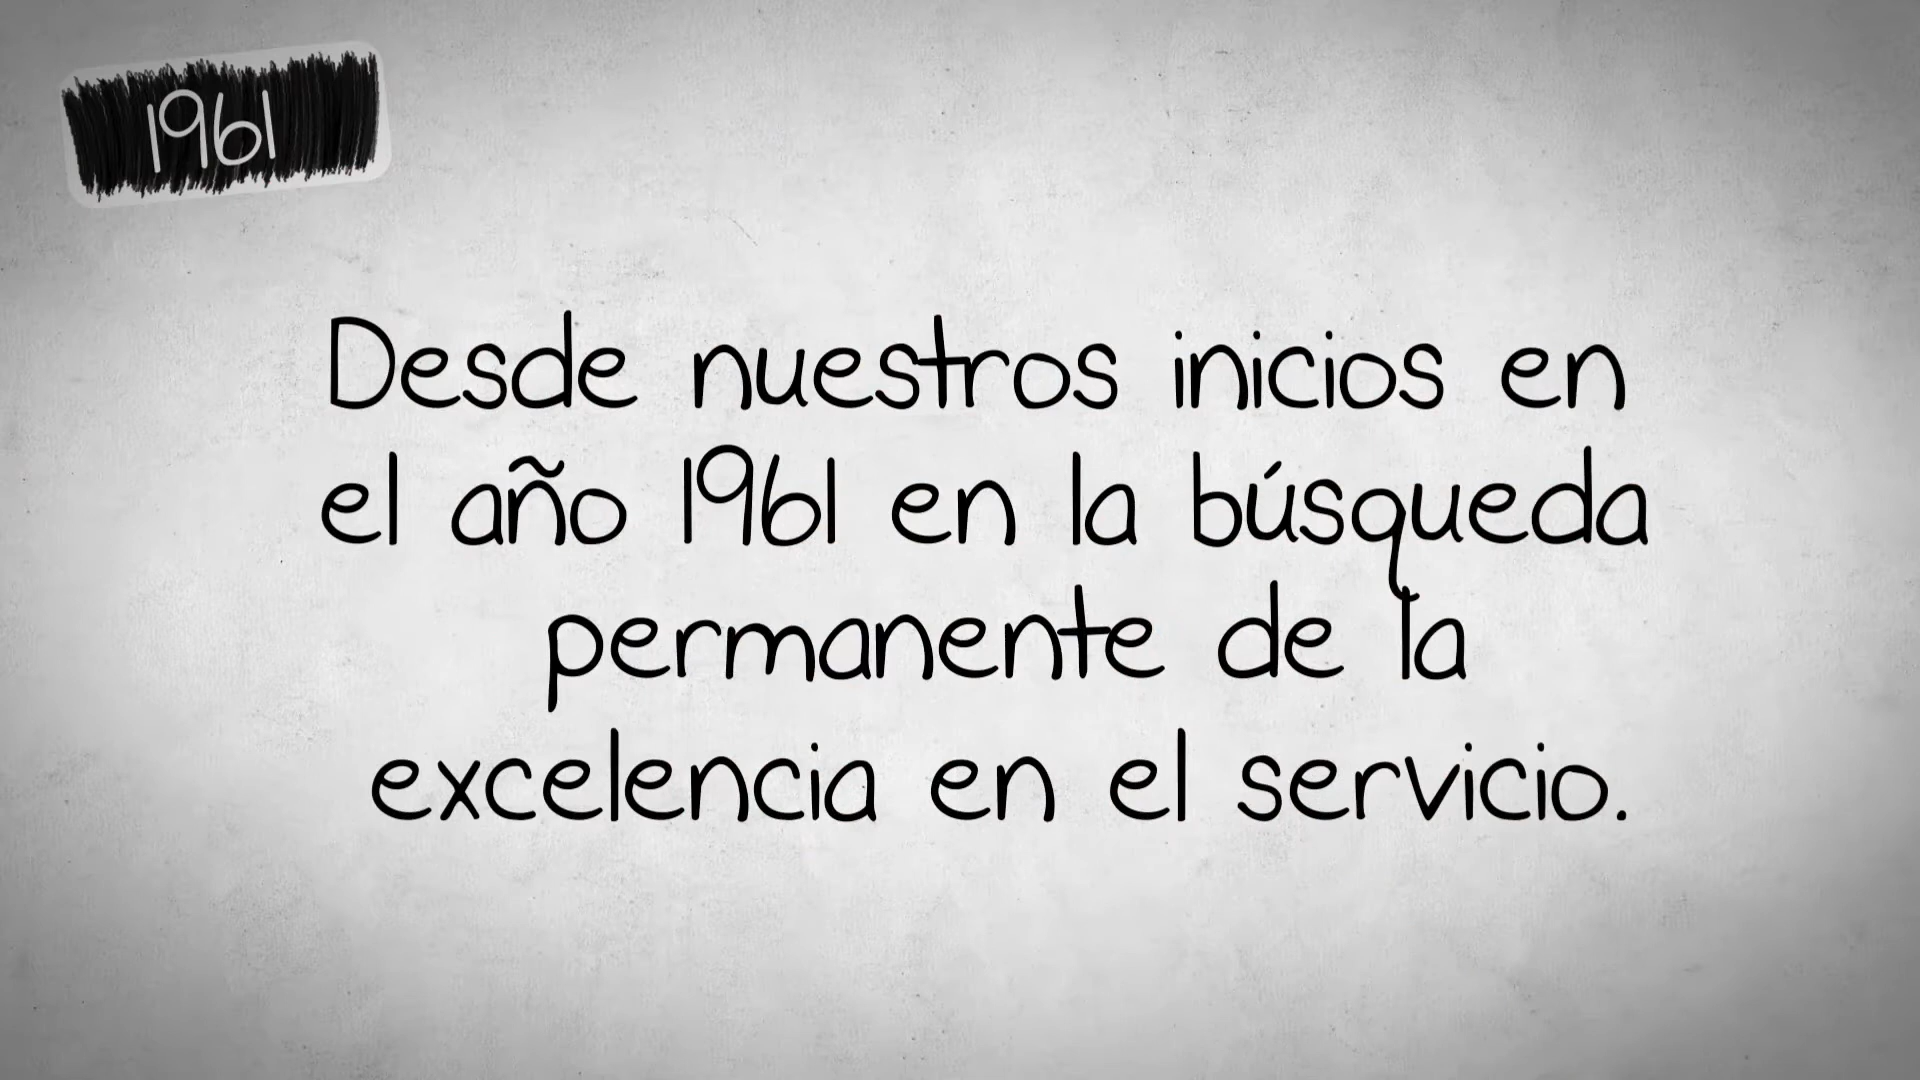 1961
Desde nuestros inicios en
el año 1961 en la búsqueda
permanente de la
excelencia en el servicio.